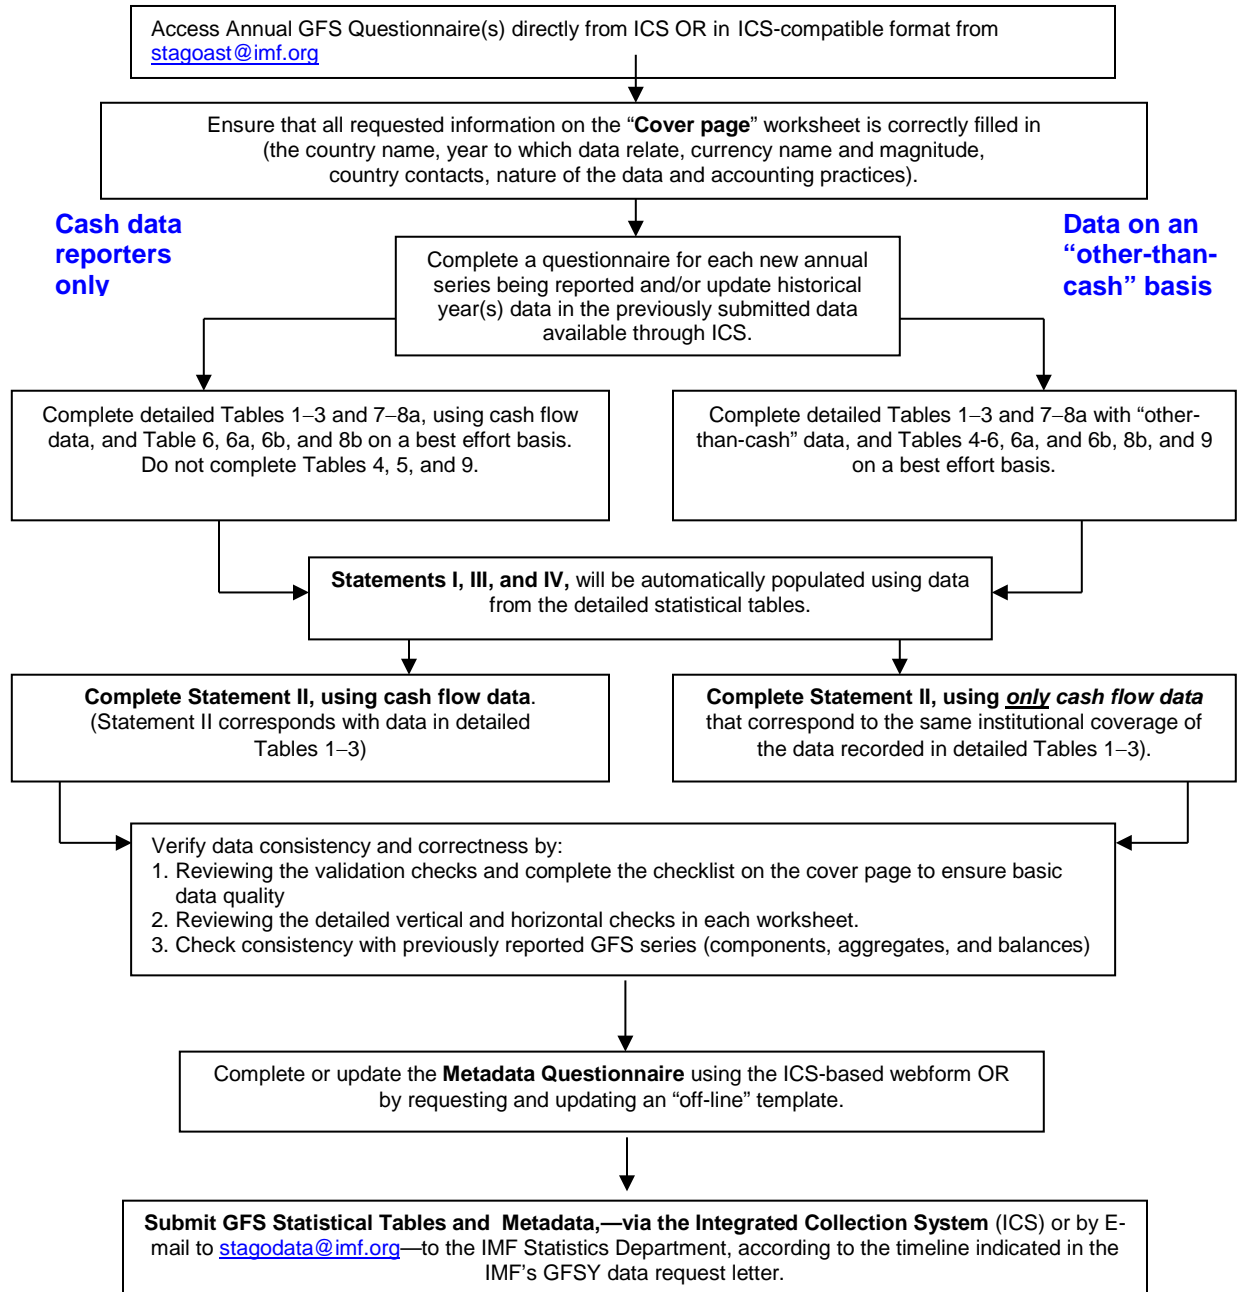 Access Annual GFS Questionnaire(s) directly from ICS OR in ICS-compatible format from
stagoast@imf.org
Ensure that all requested information on the “Cover page” worksheet is correctly filled in
(the country name, year to which data relate, currency name and magnitude,
country contacts, nature of the data and accounting practices).
Cash data
reporters
only
Data on an
“other-than-
cash” basis
Complete a questionnaire for each new annual
series being reported and/or update historical
year(s) data in the previously submitted data
available through ICS.
Complete detailed Tables 1–3 and 7–8a, using cash flow
data, and Table 6, 6a, 6b, and 8b on a best effort basis.
Do not complete Tables 4, 5, and 9.
Complete detailed Tables 1–3 and 7–8a with “other-
than-cash” data, and Tables 4-6, 6a, and 6b, 8b, and 9
on a best effort basis.
Statements I, III, and IV, will be automatically populated using data
from the detailed statistical tables.
Complete Statement II, using cash flow data.
(Statement II corresponds with data in detailed
Tables 1–3)
Complete Statement II, using only cash flow data
that correspond to the same institutional coverage of
the data recorded in detailed Tables 1–3).
Verify data consistency and correctness by:
1. Reviewing the validation checks and complete the checklist on the cover page to ensure basic
data quality
2. Reviewing the detailed vertical and horizontal checks in each worksheet.
3. Check consistency with previously reported GFS series (components, aggregates, and balances)
Complete or update the Metadata Questionnaire using the ICS-based webform OR
by requesting and updating an “off-line” template.
Submit GFS Statistical Tables and Metadata,—via the Integrated Collection System (ICS) or by E-
mail to stagodata@imf.org—to the IMF Statistics Department, according to the timeline indicated in the
IMF’s GFSY data request letter.